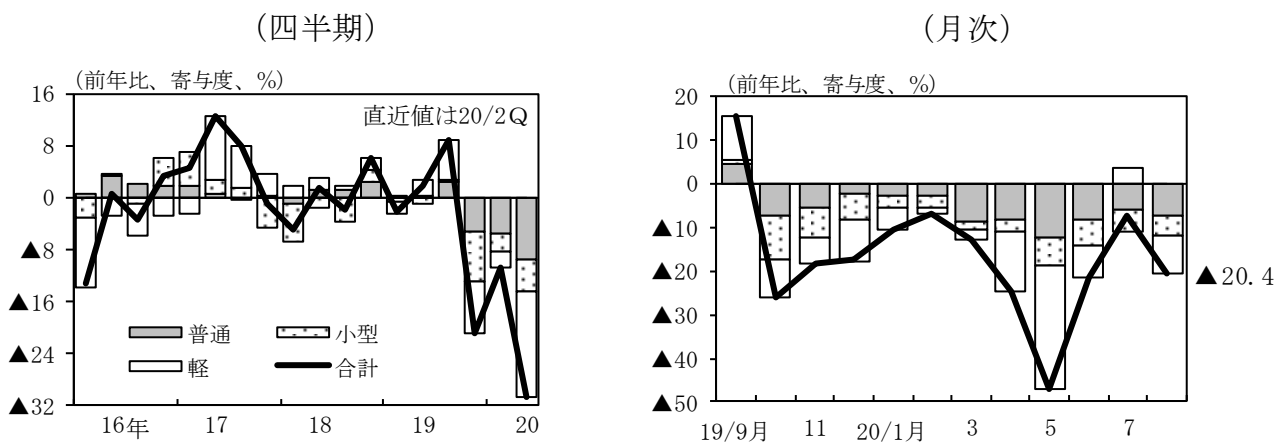 (四半期)
(前年比、寄与度、%)
直近値は20/2Q
16
8
0
▲8
▲16
▲24
▲32
普通
小型
軽
合計
16年 17 18 19 20
(月次)
(前年比、寄与度、%)
20
10
0
▲10
▲20
▲30
▲40
▲50
▲20.4
19/9月 11 20/1月 3 5 7